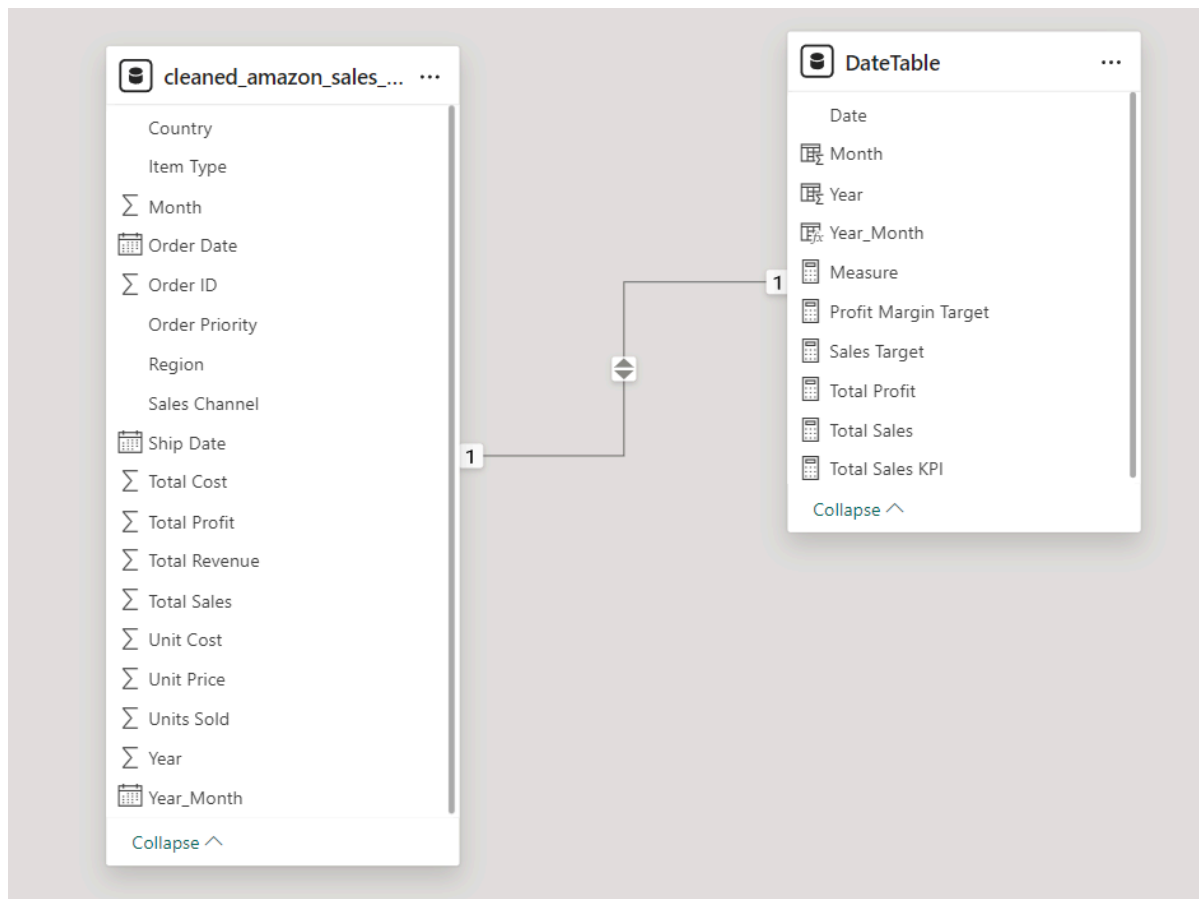 cleaned_amazon_sales_... ...
Country
Item Type
Month
Order Date
Order ID
Order Priority
Region
Sales Channel
Ship Date
Total Cost
Total Profit
Total Revenue
Total Sales
Unit Cost
Unit Price
Units Sold
Year
Year_Month
Collapse
1
1
DateTable ...
Date
Month
Year
Year_Month
Measure
Profit Margin Target
Sales Target
Total Profit
Total Sales
Total Sales KPI
Collapse